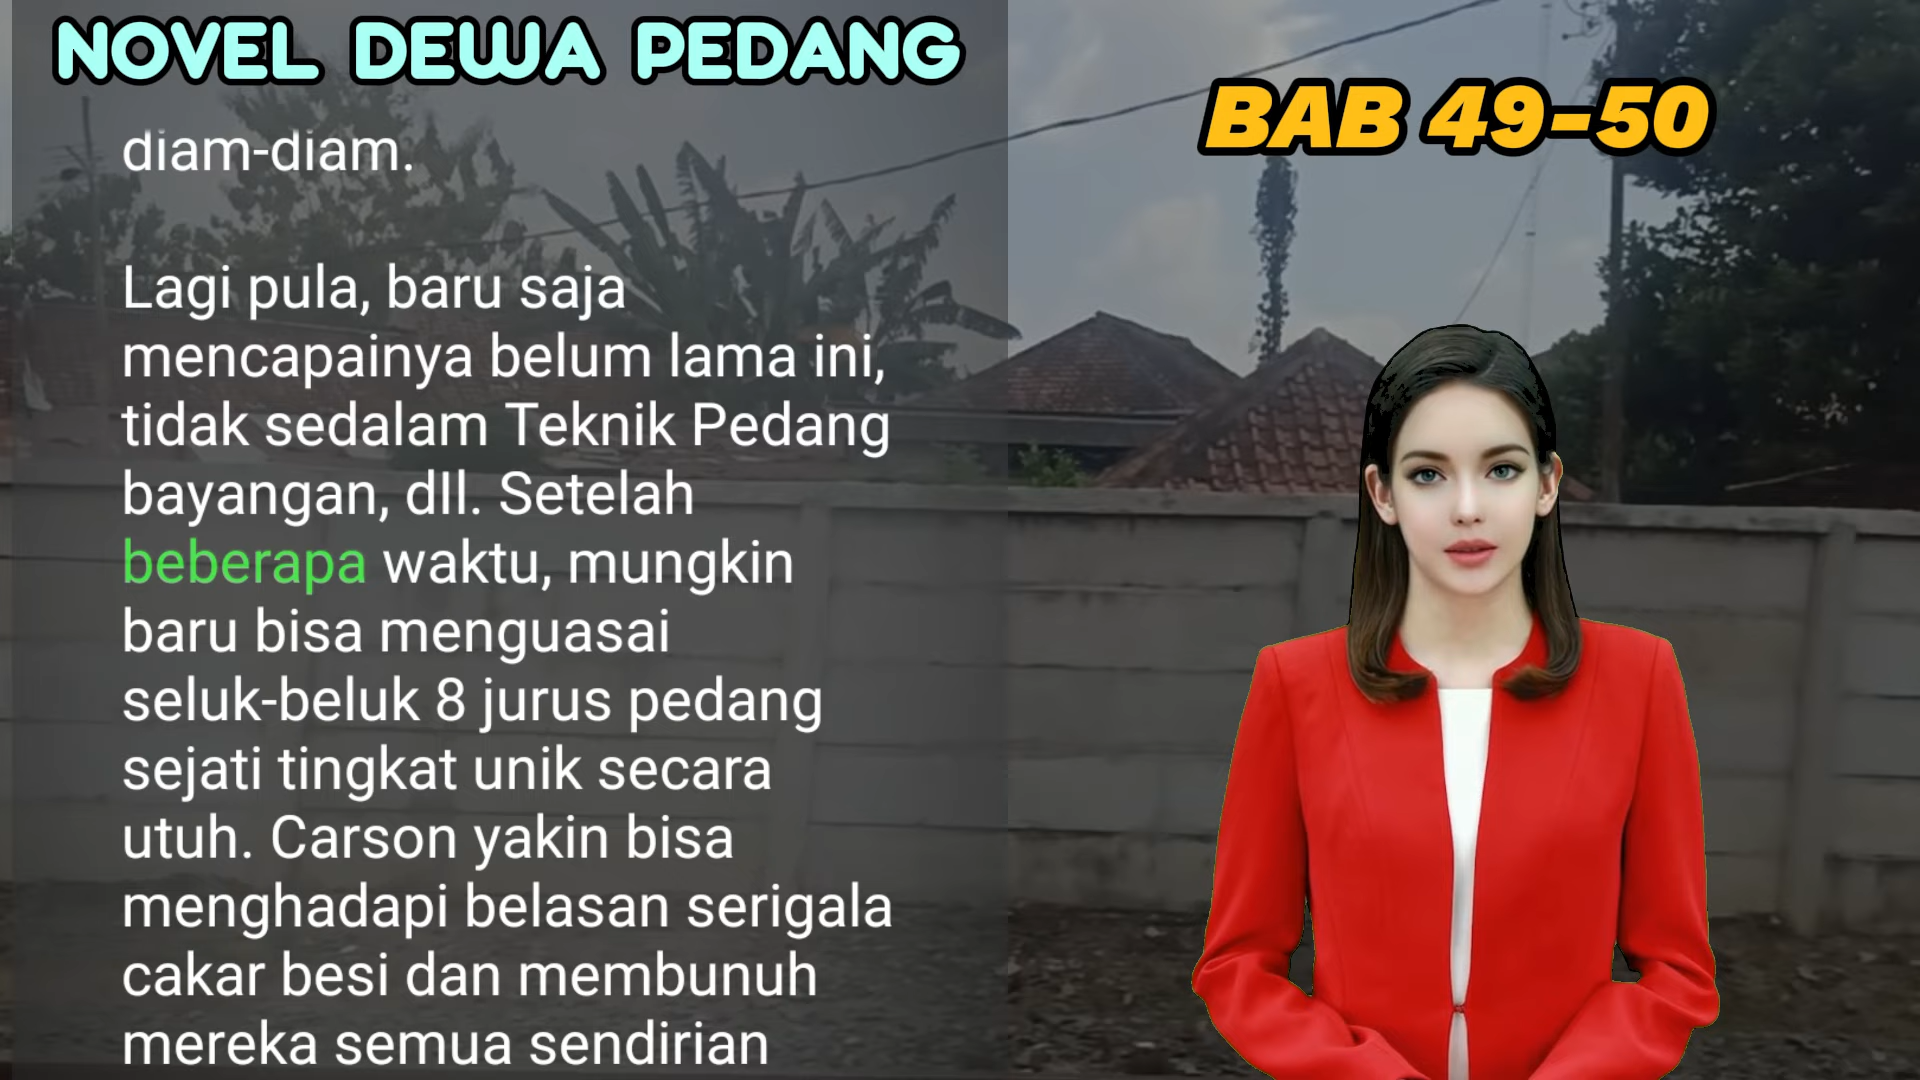 NOVEL DEWA PEDANG
BAB 49-50
diam-diam.
Lagi pula, baru saja
mencapainya belum lama ini,
tidak sedalam Teknik Pedang
bayangan, dll. Setelah
beberapa waktu, mungkin
baru bisa menguasai
seluk-beluk 8 jurus pedang
sejati tingkat unik secara
utuh. Carson yakin bisa
menghadapi belasan serigala
cakar besi dan membunuh
mereka semua sendirian